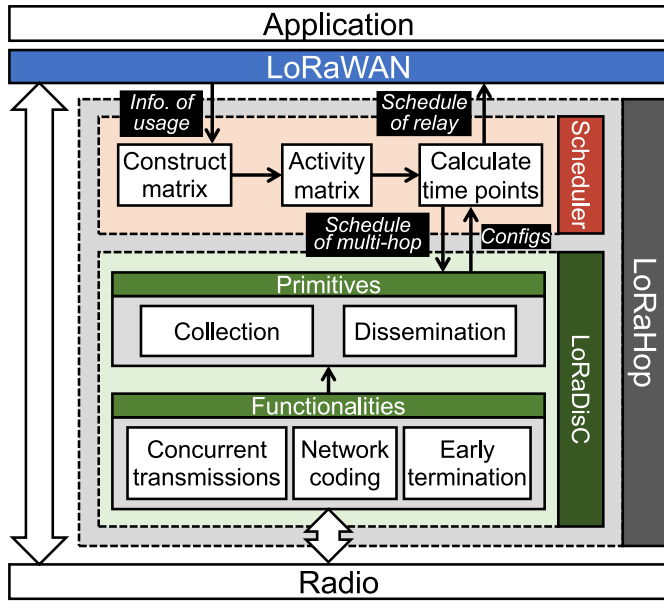 Application
LoRaWAN
Info. of
usage
Schedule
of relay
Construct
matrix
Activity
matrix
Calculate
time points
Scheduler
Schedule
of multi-hop
Configs
LoRaHop
Primitives
Collection
Dissemination
LoRaDisC
Functionalities
Concurrent
transmissions
Network
coding
Early
termination
Radio